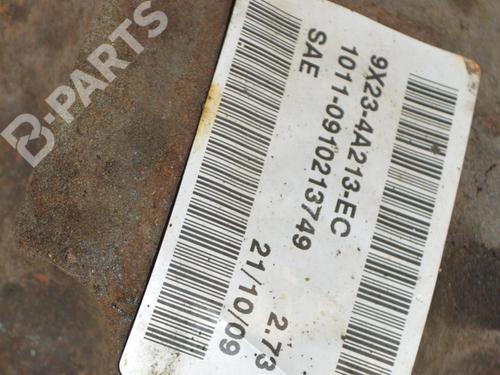 9X23-4A213-EC
1011-0910213749
SAE
2.73
21/10/09
B-PARTS